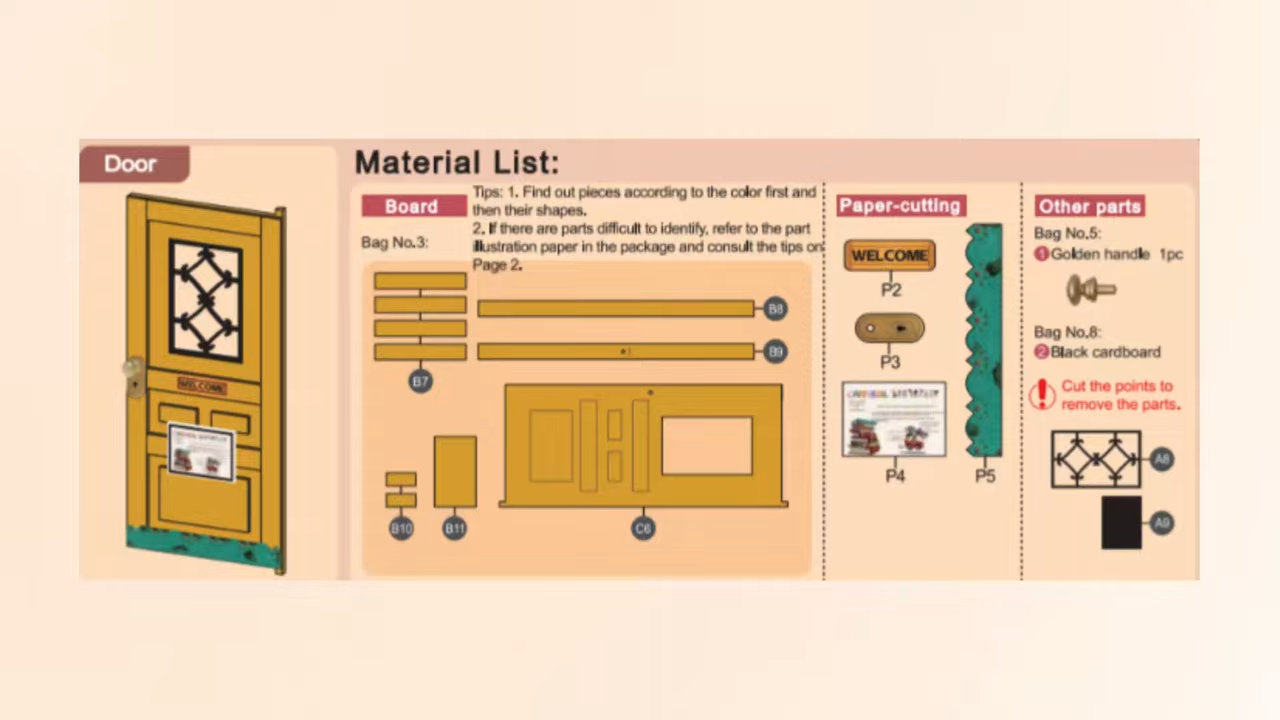 Door
Material List:
Board
Tips: 1. Find out pieces according to the color first and
then their shapes.
2. If there are parts difficult to identify, refer to the part
illustration paper in the package and consult the tips on
Page 2.
Bag No.3:
B7
B8
B9
B10
B11
C6
Paper-cutting
WELCOME
P2
P3
P4
P5
Other parts
Bag No.5:
1 Golden handle 1pc
Bag No.8:
2 Black cardboard
! Cut the points to
remove the parts.
A8
A9
WELCOME